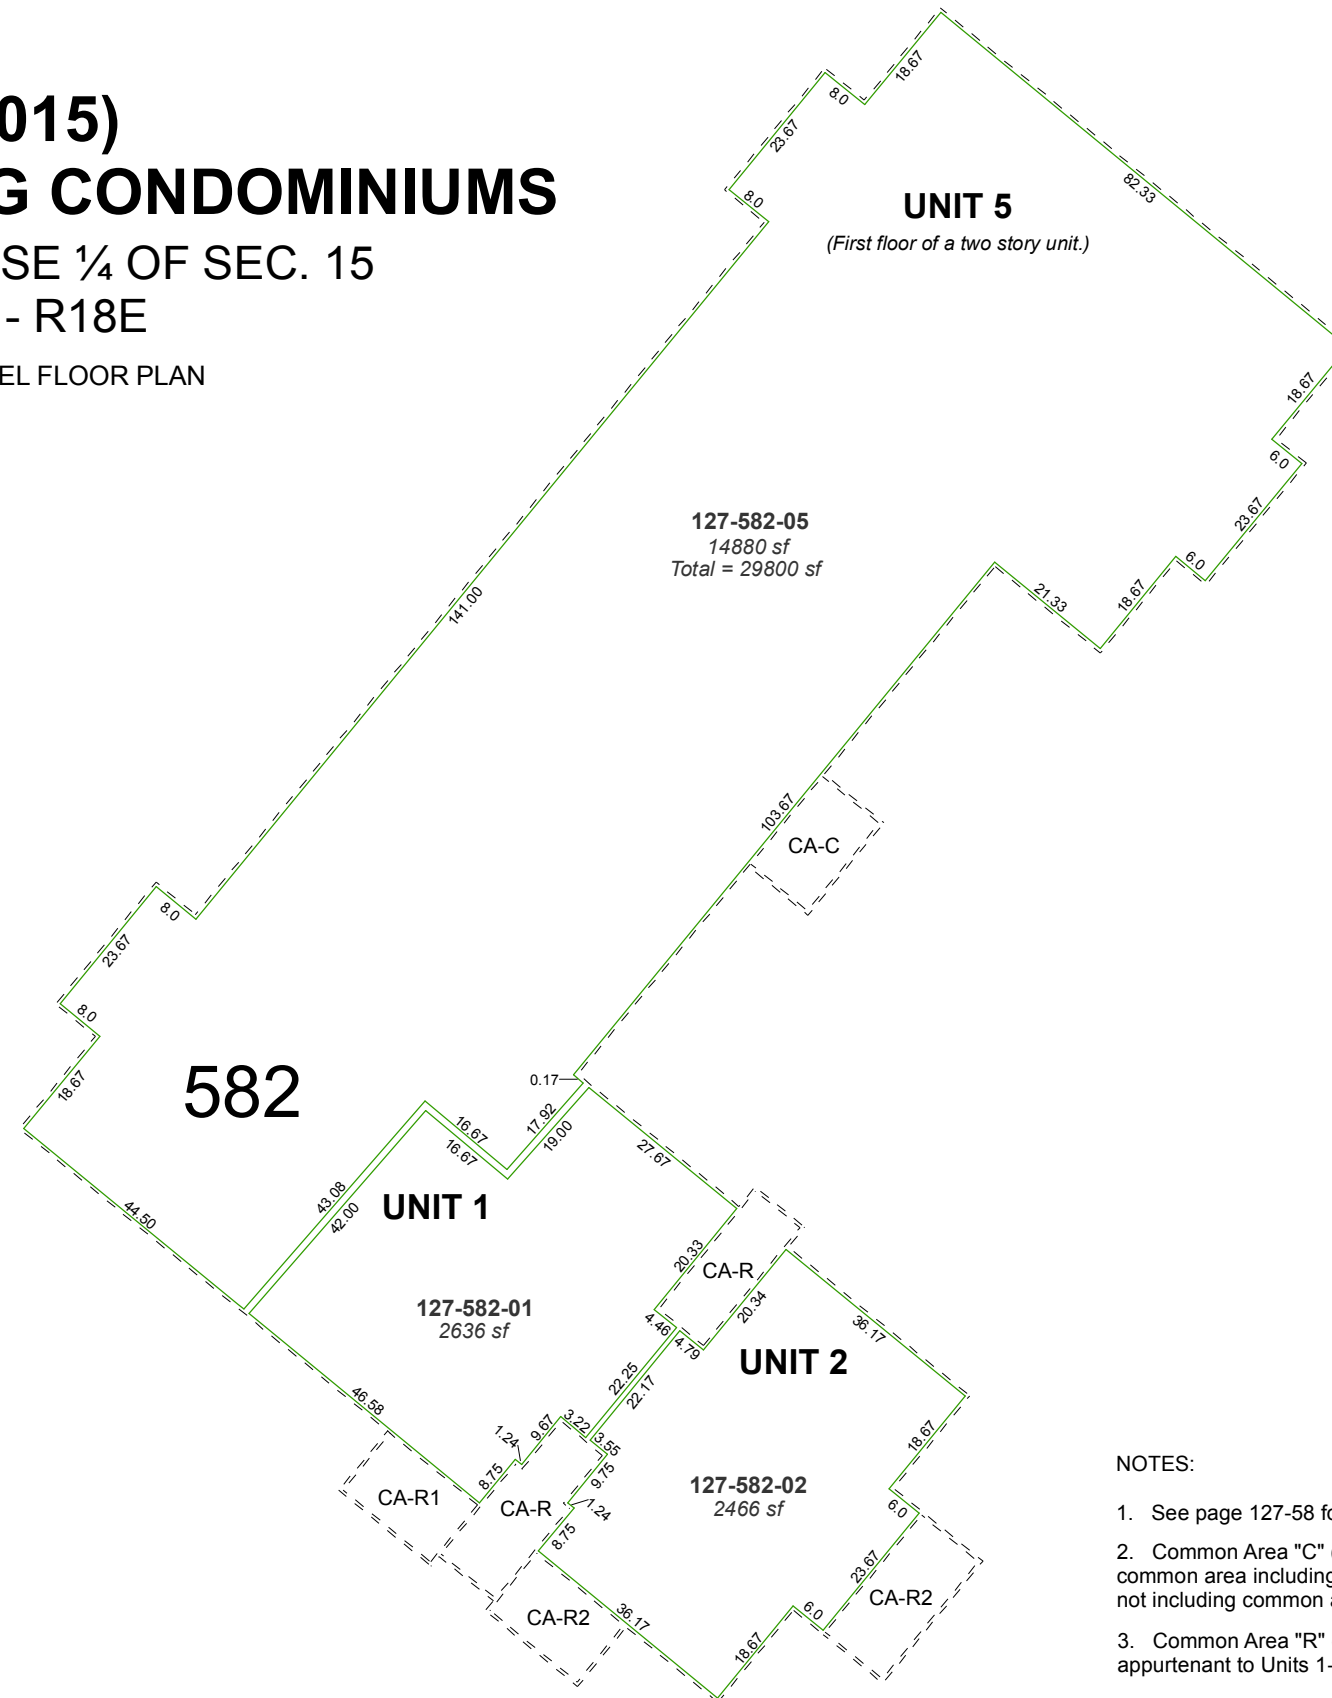 015)
G CONDOMINIUMS
SE ¼ OF SEC. 15
- R18E
EL FLOOR PLAN
18.67
8.0
23.67
8.0
82.33
UNIT 5
(First floor of a two story unit.)
18.67
6.0
23.67
6.0
18.67
21.33
127-582-05
14880 sf
Total = 29800 sf
141.00
103.67
CA-C
8.0
23.67
8.0
18.67
582
0.17
17.92
19.00
16.67
16.67
27.67
43.08
42.00
44.50
UNIT 1
20.33
CA-R
20.34
127-582-01
2636 sf
4.46
4.79
36.17
UNIT 2
22.25
22.17
46.58
3.22
9.67
1.24
3.55
9.75
18.67
8.75
CA-R1
CA-R
1.24
8.75
127-582-02
2466 sf
6.0
23.67
CA-R2
CA-R2
36.17
6.0
18.67
NOTES:
1. See page 127-58 fo
2. Common Area "C"
common area including
not including common a
3. Common Area "R"
appurtenant to Units 1-